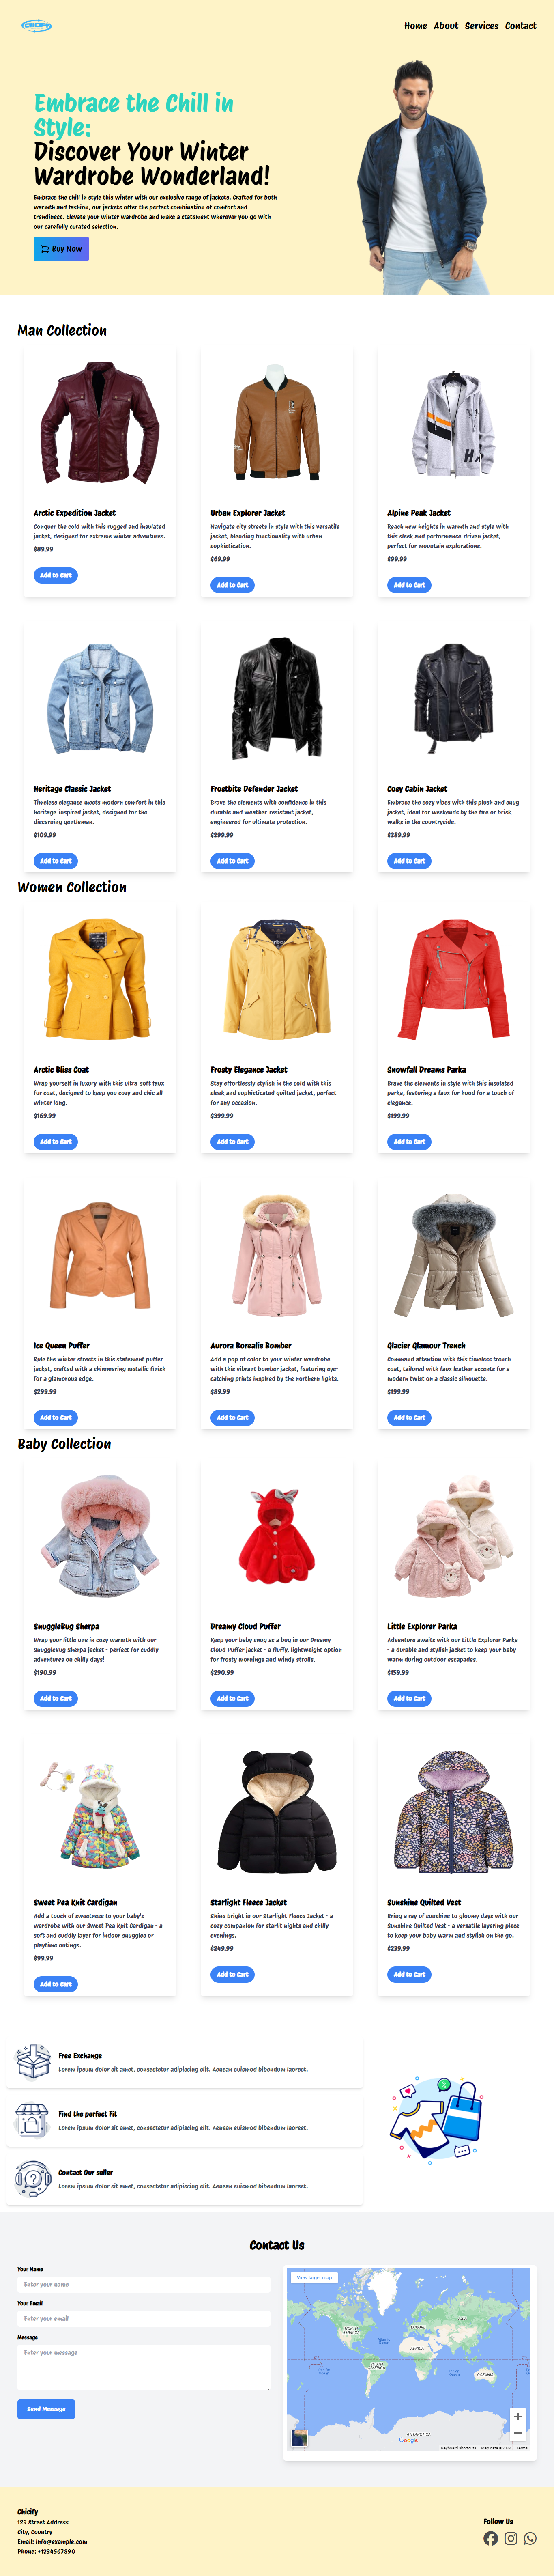 CHICIFY
Home About Services Contact
Embrace the Chill in
Style:
Discover Your Winter
Wardrobe Wonderland!
Embrace the chill in style this winter with our exclusive range of jackets. Crafted for both
warmth and fashion, our jackets offer the perfect combination of comfort and
trendiness. Elevate your winter wardrobe and make a statement wherever you go with
our carefully curated selection.
Buy Now
Man Collection
Arctic Expedition Jacket
Conquer the cold with this rugged and insulated
jacket, designed for extreme winter adventures.
$89.99
Add to Cart
Urban Explorer Jacket
Navigate city streets in style with this versatile
jacket, blending functionality with urban
sophistication.
$69.99
Add to Cart
Alpine Peak Jacket
Reach new heights in warmth and style with
this sleek and performance-driven jacket,
perfect for mountain explorations.
$99.99
Add to Cart
Heritage Classic Jacket
Timeless elegance meets modern comfort in this
heritage-inspired jacket, designed for the
discerning gentleman.
$109.99
Add to Cart
Frostbite Defender Jacket
Brave the elements with confidence in this
durable and weather-resistant jacket,
engineered for ultimate protection.
$299.99
Add to Cart
Cosy Cabin Jacket
Embrace the cozy vibes with this plush and snug
jacket, ideal for weekends by the fire or brisk
walks in the countryside.
$289.99
Add to Cart
Women Collection
Arctic Bliss Coat
Wrap yourself in luxury with this ultra-soft faux
fur coat, designed to keep you cozy and chic all
winter long.
$169.99
Add to Cart
Frosty Elegance Jacket
Stay effortlessly stylish in the cold with this
sleek and sophisticated quilted jacket, perfect
for any occasion.
$399.99
Add to Cart
Snowfall Dreams Parka
Brave the elements in style with this insulated
parka, featuring a faux fur hood for a touch of
elegance.
$199.99
Add to Cart
Ice Queen Puffer
Rule the winter streets in this statement puffer
jacket, crafted with a shimmering metallic finish
for a glamorous edge.
$299.99
Add to Cart
Aurora Borealis Bomber
Add a pop of color to your winter wardrobe
with this vibrant bomber jacket, featuring eye-
catching prints inspired by the northern lights.
$89.99
Add to Cart
Glacier Glamour Trench
Command attention with this timeless trench
coat, tailored with faux leather accents for a
modern twist on a classic silhouette.
$199.99
Add to Cart
Baby Collection
SnuggleBug Sherpa
Wrap your little one in cozy warmth with our
SnuggleBug Sherpa jacket - perfect for cuddly
adventures on chilly days!
$190.99
Add to Cart
Dreamy Cloud Puffer
Keep your baby snug as a bug in our Dreamy
Cloud Puffer jacket - a fluffy, lightweight option
for frosty mornings and windy strolls.
$290.99
Add to Cart
Little Explorer Parka
Adventure awaits with our Little Explorer Parka
- a durable and stylish jacket to keep your baby
warm during outdoor escapades.
$159.99
Add to Cart
Sweet Pea Knit Cardigan
Add a touch of sweetness to your baby's
wardrobe with our Sweet Pea Knit Cardigan - a
soft and cuddly layer for indoor snuggles or
playtime outings.
$99.99
Add to Cart
Starlight Fleece Jacket
Shine bright in our Starlight Fleece Jacket - a
cozy companion for starlit nights and chilly
evenings.
$249.99
Add to Cart
Sunshine Quilted Vest
Bring a ray of sunshine to gloomy days with our
Sunshine Quilted Vest - a versatile layering piece
to keep your baby warm and stylish on the go.
$239.99
Add to Cart
Free Exchange
Lorem ipsum dolor sit amet, consectetur adipiscing elit. Aenean euismod bibendum laoreet.
Find the perfect Fit
Lorem ipsum dolor sit amet, consectetur adipiscing elit. Aenean euismod bibendum laoreet.
Contact Our seller
Lorem ipsum dolor sit amet, consectetur adipiscing elit. Aenean euismod bibendum laoreet.
Contact Us
Your Name
Enter your name
Your Email
Enter your email
Message
Enter your message
Send Message
View larger map
NORTH
AMERICA
ASIA
EUROPE
Atlantic
Ocean
AFRICA
SOUTH
AMERICA
Pacific
Ocean
Indian
Ocean
OCEANIA
ANTARCTICA
Google
Keyboard shortcuts Map data ©2024 Terms
Chicify
123 Street Address
City, Country
Email: info@example.com
Phone: +1234567890
Follow Us